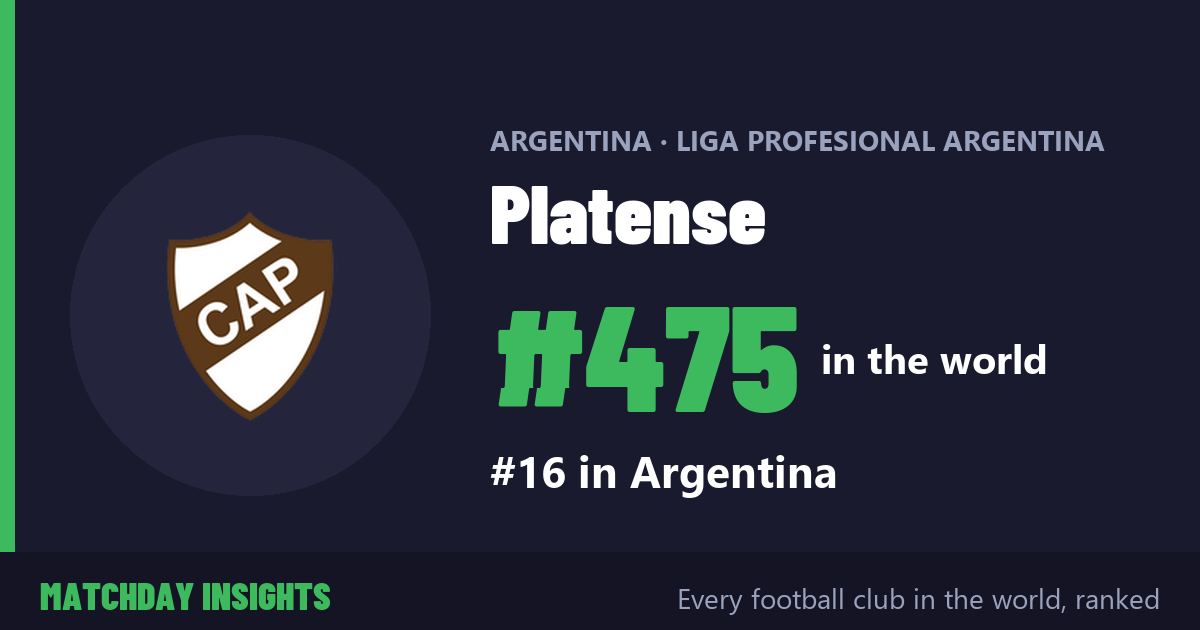 ARGENTINA · LIGA PROFESIONAL ARGENTINA
Platense
CAP
#475 in the world
#16 in Argentina
MATCHDAY INSIGHTS
Every football club in the world, ranked